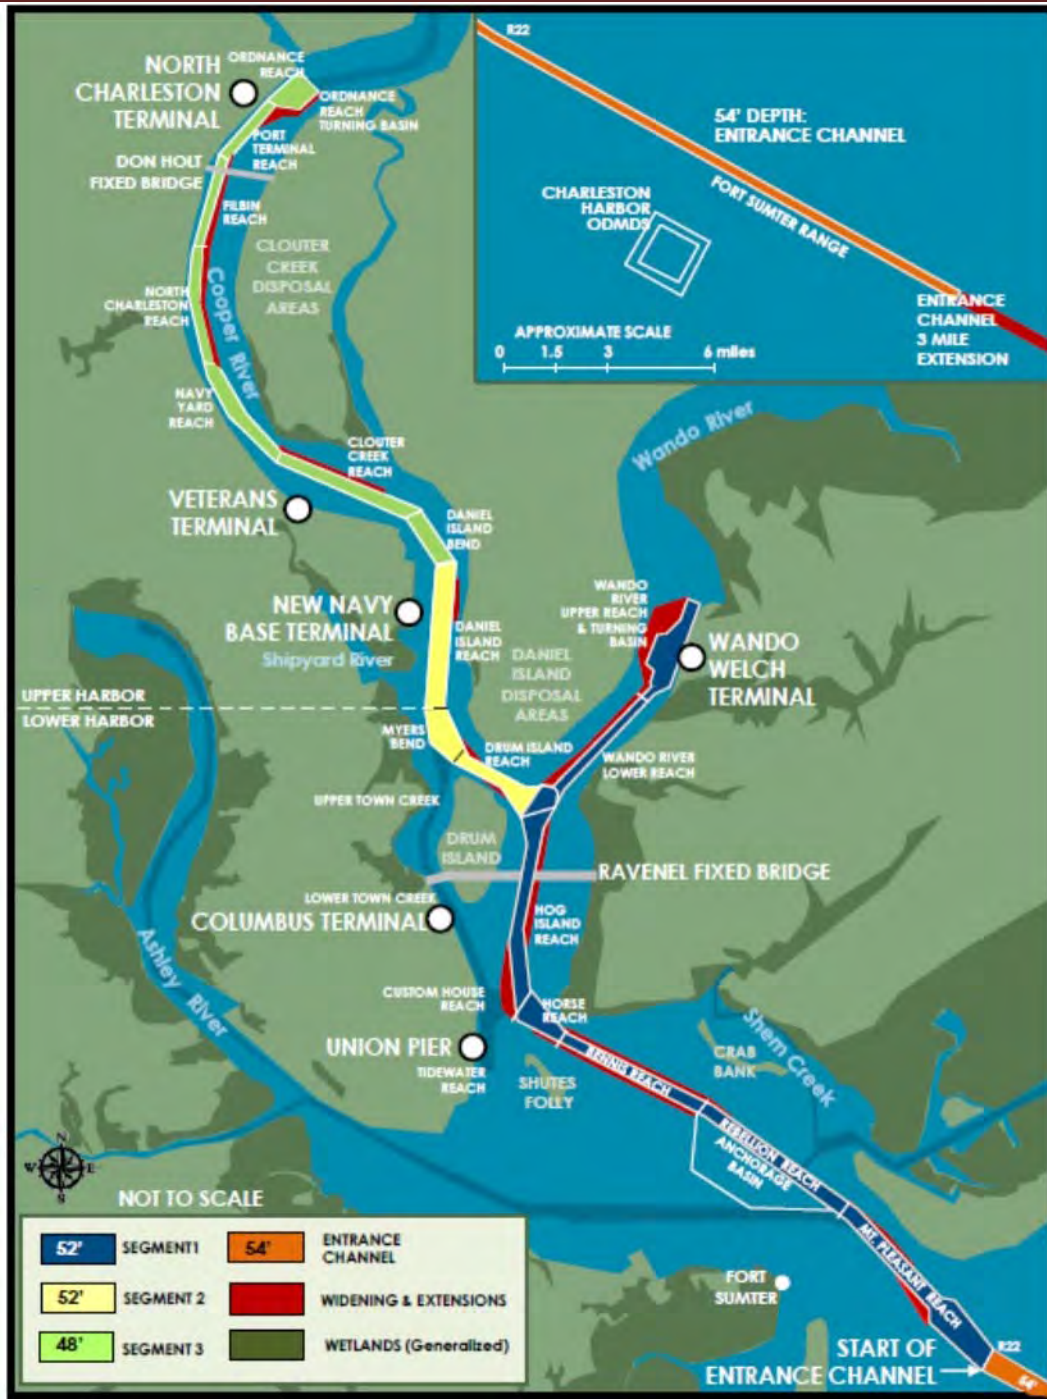 NORTH
CHARLESTON
TERMINAL
ORDNANCE
REACH
ORDNANCE
REACH
TURNING BASIN
PORT
TERMINAL
REACH
DON HOLT
FIXED BRIDGE
FILBIN
REACH
CLOUTER
CREEK
DISPOSAL
AREAS
Cooper River
NORTH
CHARLESTON
REACH
NAVY
YARD
REACH
CLOUTER
CREEK
REACH
VETERANS
TERMINAL
DANIEL
ISLAND
BEND
NEW NAVY
BASE TERMINAL
Shipyard River
DANIEL
ISLAND
REACH
DANIEL
ISLAND
DISPOSAL
AREAS
UPPER HARBOR
LOWER HARBOR
MYERS
BEND
DRUM ISLAND
REACH
UPPER TOWN CREEK
DRUM
ISLAND
LOWER TOWN CREEK
COLUMBUS TERMINAL
CUSTOM HOUSE
REACH
UNION PIER
TIDEWATER
REACH
Ashley River
R22
54' DEPTH:
ENTRANCE CHANNEL
FORT SUMTER RANGE
CHARLESTON
HARBOR
ODMDS
ENTRANCE
CHANNEL
3 MILE
EXTENSION
APPROXIMATE SCALE
0 1.5 3 6 miles
Wando River
WANDO
RIVER
UPPER REACH
& TURNING
BASIN
WANDO
WELCH
TERMINAL
WANDO RIVER
LOWER REACH
RAVENEL FIXED BRIDGE
HOG
ISLAND
REACH
HORSE
REACH
BENNIS REACH
SHUTES
FOLLY
CRAB
BANK
Shem Creek
REBELLION REACH
ANCHORAGE
BASIN
MT. PLEASANT REACH
FORT
SUMTER
START OF
ENTRANCE CHANNEL
R22
54'
N
W E
S
NOT TO SCALE
52' SEGMENT1
54' ENTRANCE
CHANNEL
52' SEGMENT 2
WIDENING & EXTENSIONS
48' SEGMENT 3
WETLANDS (Generalized)